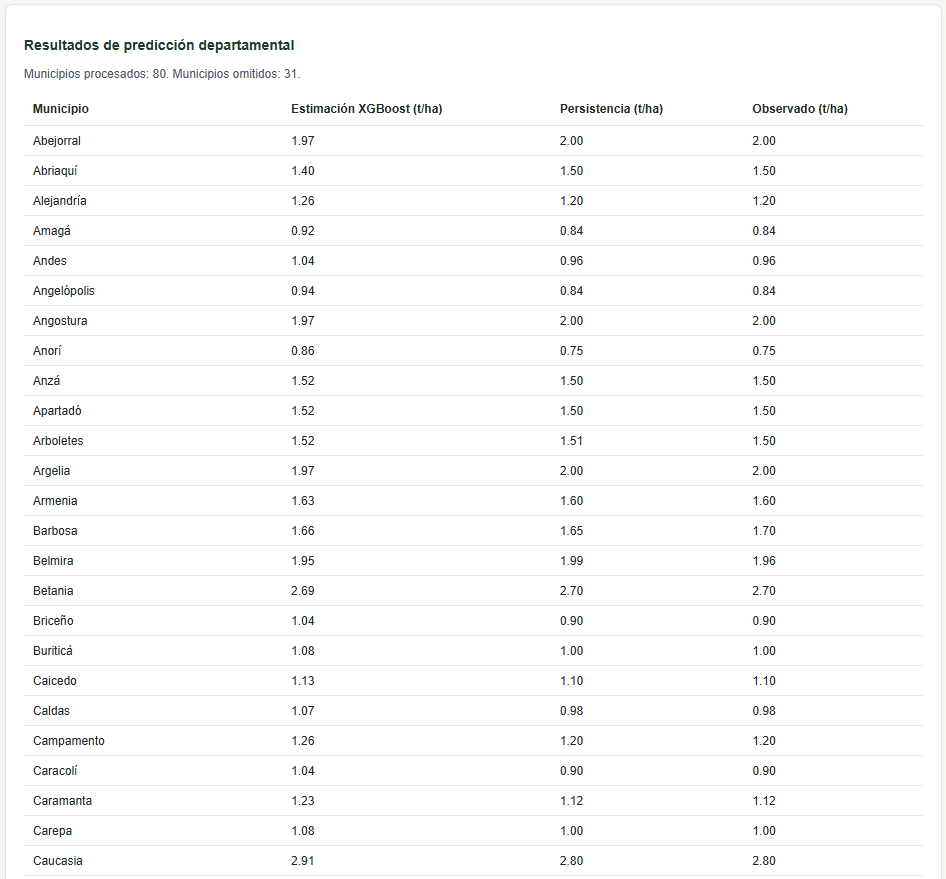 Resultados de predicción departamental
Municipios procesados: 80. Municipios omitidos: 31.
Municipio Estimación XGBoost (t/ha) Persistencia (t/ha) Observado (t/ha)
Abejorral 1.97 2.00 2.00
Abriaquí 1.40 1.50 1.50
Alejandría 1.26 1.20 1.20
Amagá 0.92 0.84 0.84
Andes 1.04 0.96 0.96
Angelópolis 0.94 0.84 0.84
Angostura 1.97 2.00 2.00
Anorí 0.86 0.75 0.75
Anzá 1.52 1.50 1.50
Apartadó 1.52 1.50 1.50
Arboletes 1.52 1.51 1.50
Argelia 1.97 2.00 2.00
Armenia 1.63 1.60 1.60
Barbosa 1.66 1.65 1.70
Belmira 1.95 1.99 1.96
Betania 2.69 2.70 2.70
Briceño 1.04 0.90 0.90
Buriticá 1.08 1.00 1.00
Caicedo 1.13 1.10 1.10
Caldas 1.07 0.98 0.98
Campamento 1.26 1.20 1.20
Caracolí 1.04 0.90 0.90
Caramanta 1.23 1.12 1.12
Carepa 1.08 1.00 1.00
Caucasia 2.91 2.80 2.80